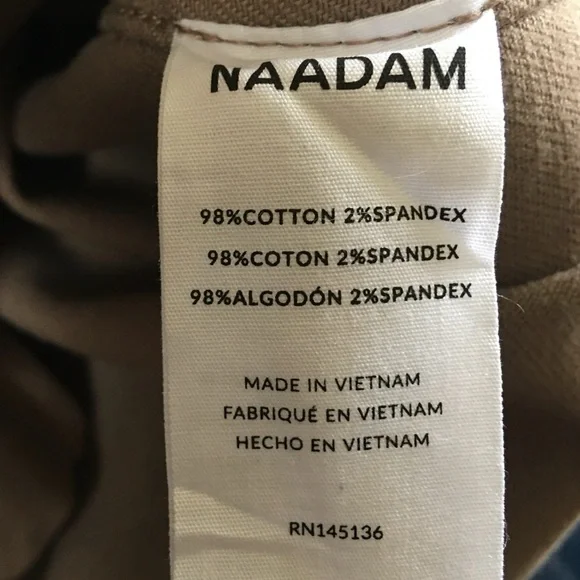 NAADAM
98%COTTON 2%SPANDEX
98%COTON 2%SPANDEX
98%ALGODÓN 2%SPANDEX
MADE IN VIETNAM
FABRIQUÉ EN VIETNAM
HECHO EN VIETNAM
RN145136